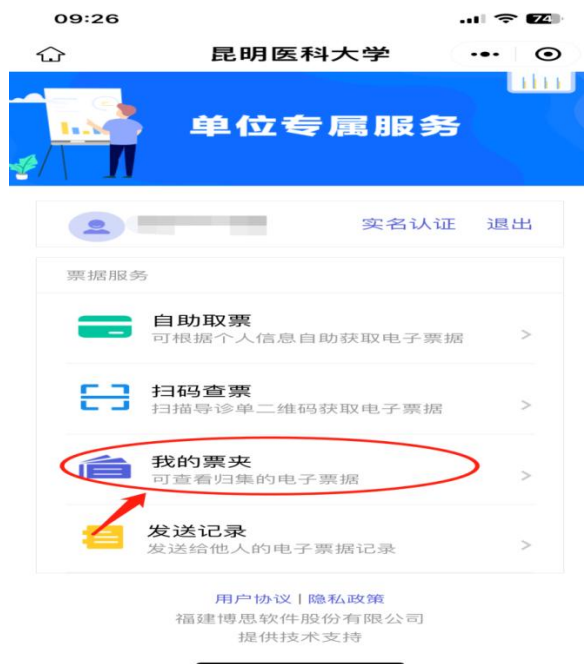 09:26
74
昆明医科大学
单位专属服务
实名认证 退出
票据服务
自助取票
可根据个人信息自助获取电子票据
扫码查票
扫描导诊单二维码获取电子票据
我的票夹
可查看归集的电子票据
发送记录
发送给他人的电子票据记录
用户协议 | 隐私政策
福建博思软件股份有限公司
提供技术支持